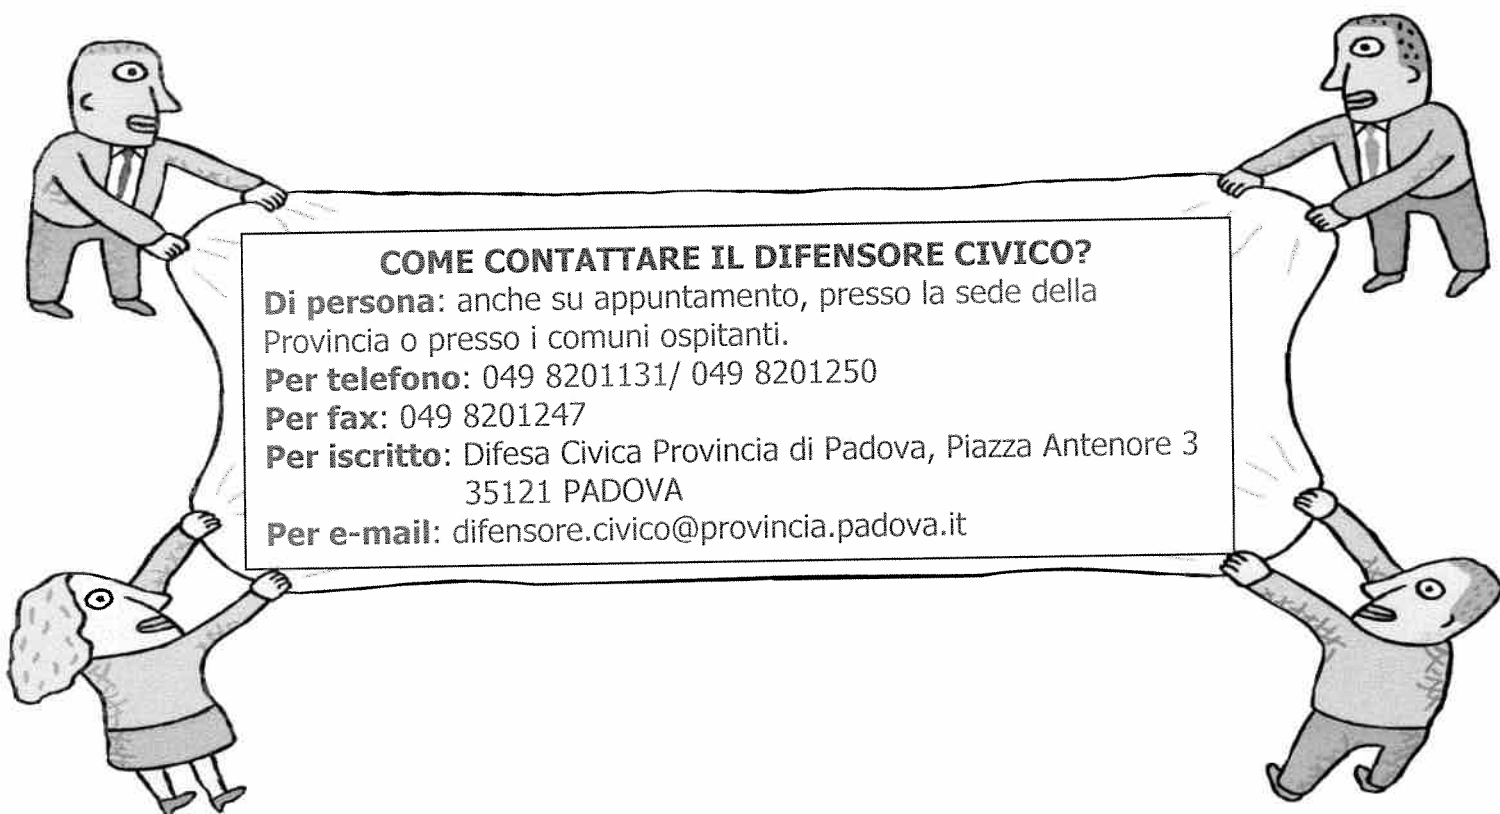 COME CONTATTARE IL DIFENSORE CIVICO?
Di persona: anche su appuntamento, presso la sede della
Provincia o presso i comuni ospitanti.
Per telefono: 049 8201131/ 049 8201250
Per fax: 049 8201247
Per iscritto: Difesa Civica Provincia di Padova, Piazza Antenore 3
35121 PADOVA
Per e-mail: difensore.civico@provincia.padova.it